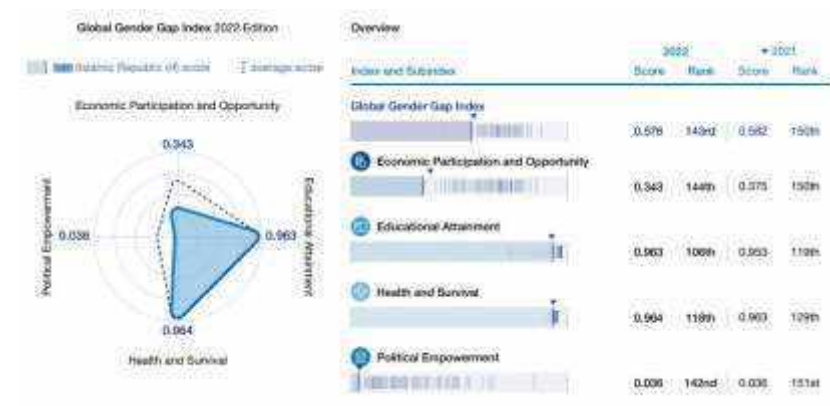 Global Gender Gap Index 2022 Edition
Islamic Republic of score
average score
Economic Participation and Opportunity
0.343
Political Empowerment
0.036
0.963
Educational Attainment
0.964
Health and Survival
Overview
2022
2021
Index and Subindex
Score Rank Score Rank
Global Gender Gap Index
0.576 143rd 0.582 150th
Economic Participation and Opportunity
0.343 144th 0.375 150th
Educational Attainment
0.963 106th 0.953 119th
Health and Survival
0.964 118th 0.963 129th
Political Empowerment
0.036 142nd 0.036 151st